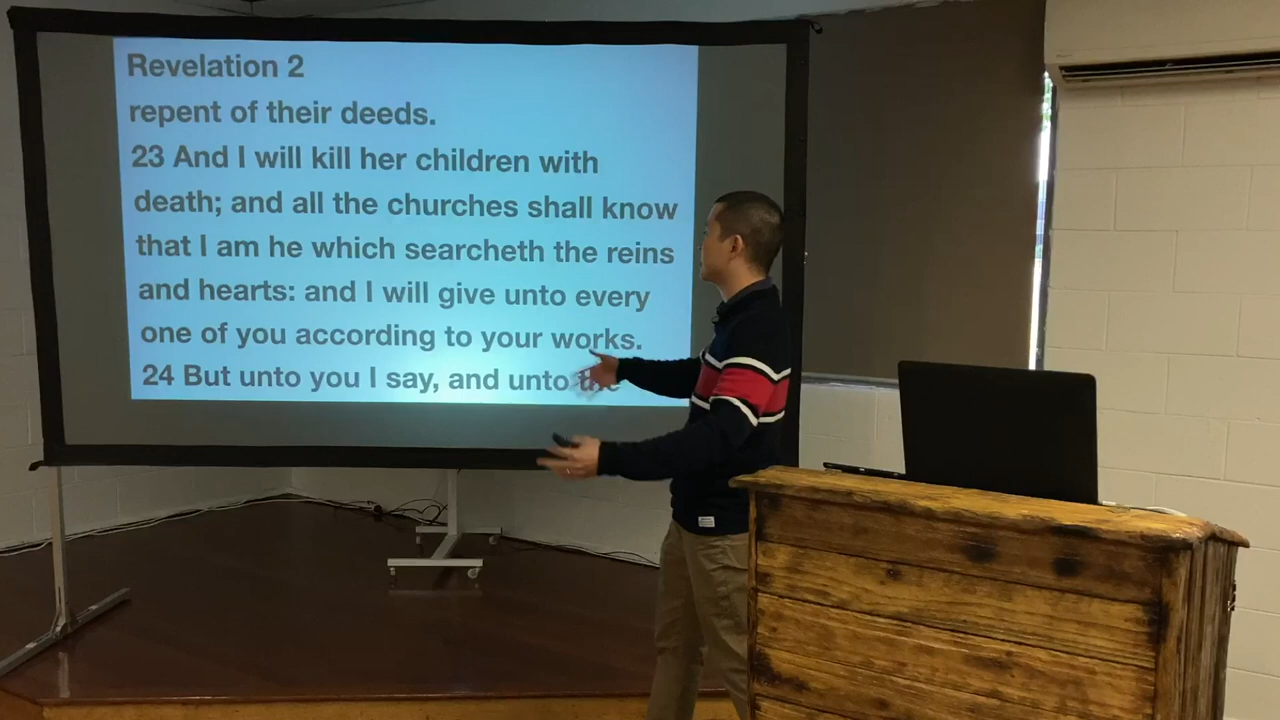 Revelation 2
repent of their deeds.
23 And I will kill her children with
death; and all the churches shall know
that I am he which searcheth the reins
and hearts: and I will give unto every
one of you according to your works.
24 But unto you I say, and unto the